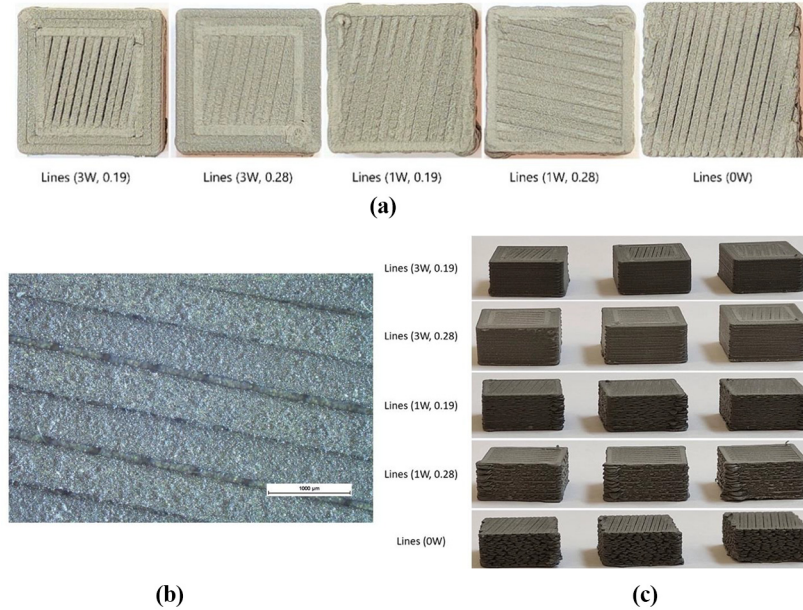 Lines (3W, 0.19)
Lines (3W, 0.28)
Lines (1W, 0.19)
Lines (1W, 0.28)
Lines (0W)
(a)
1000 µm
(b)
Lines (3W, 0.19)
Lines (3W, 0.28)
Lines (1W, 0.19)
Lines (1W, 0.28)
Lines (0W)
(c)